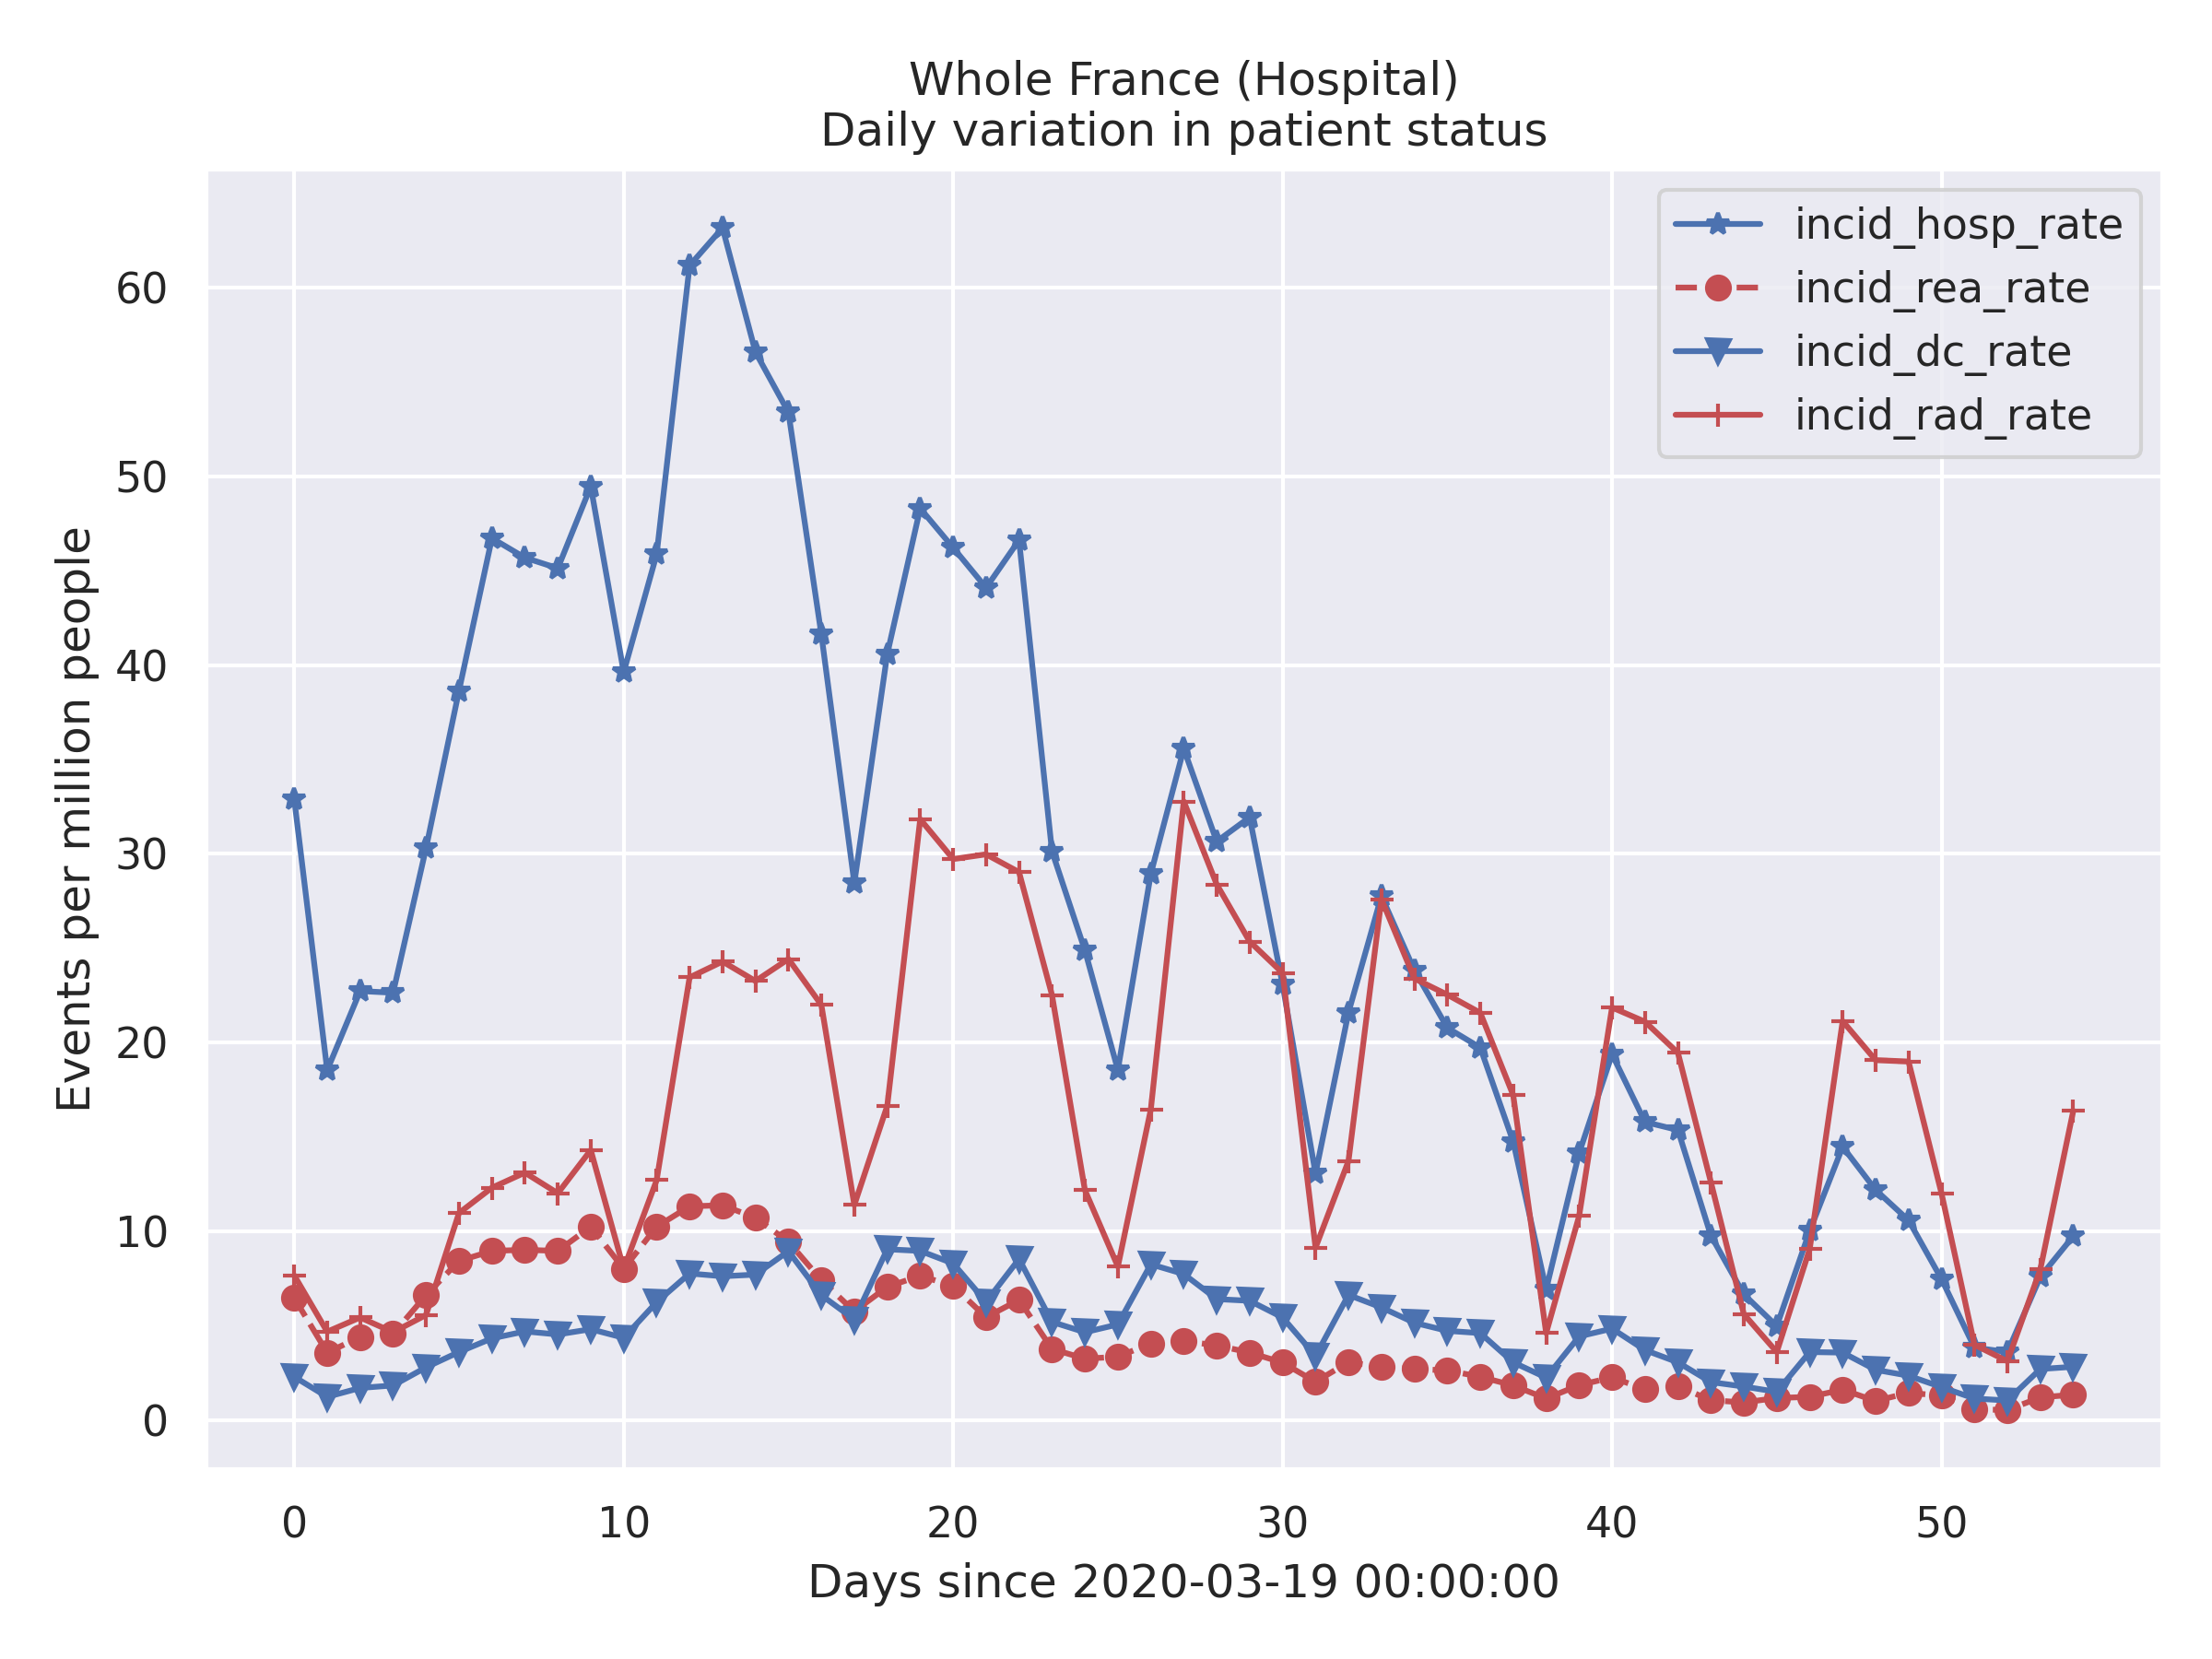 Whole France (Hospital)
Daily variation in patient status
incid_hosp_rate
incid_rea_rate
incid_dc_rate
incid_rad_rate
Events per million people
60
50
40
30
20
10
0
0 10 20 30 40 50
Days since 2020-03-19 00:00:00